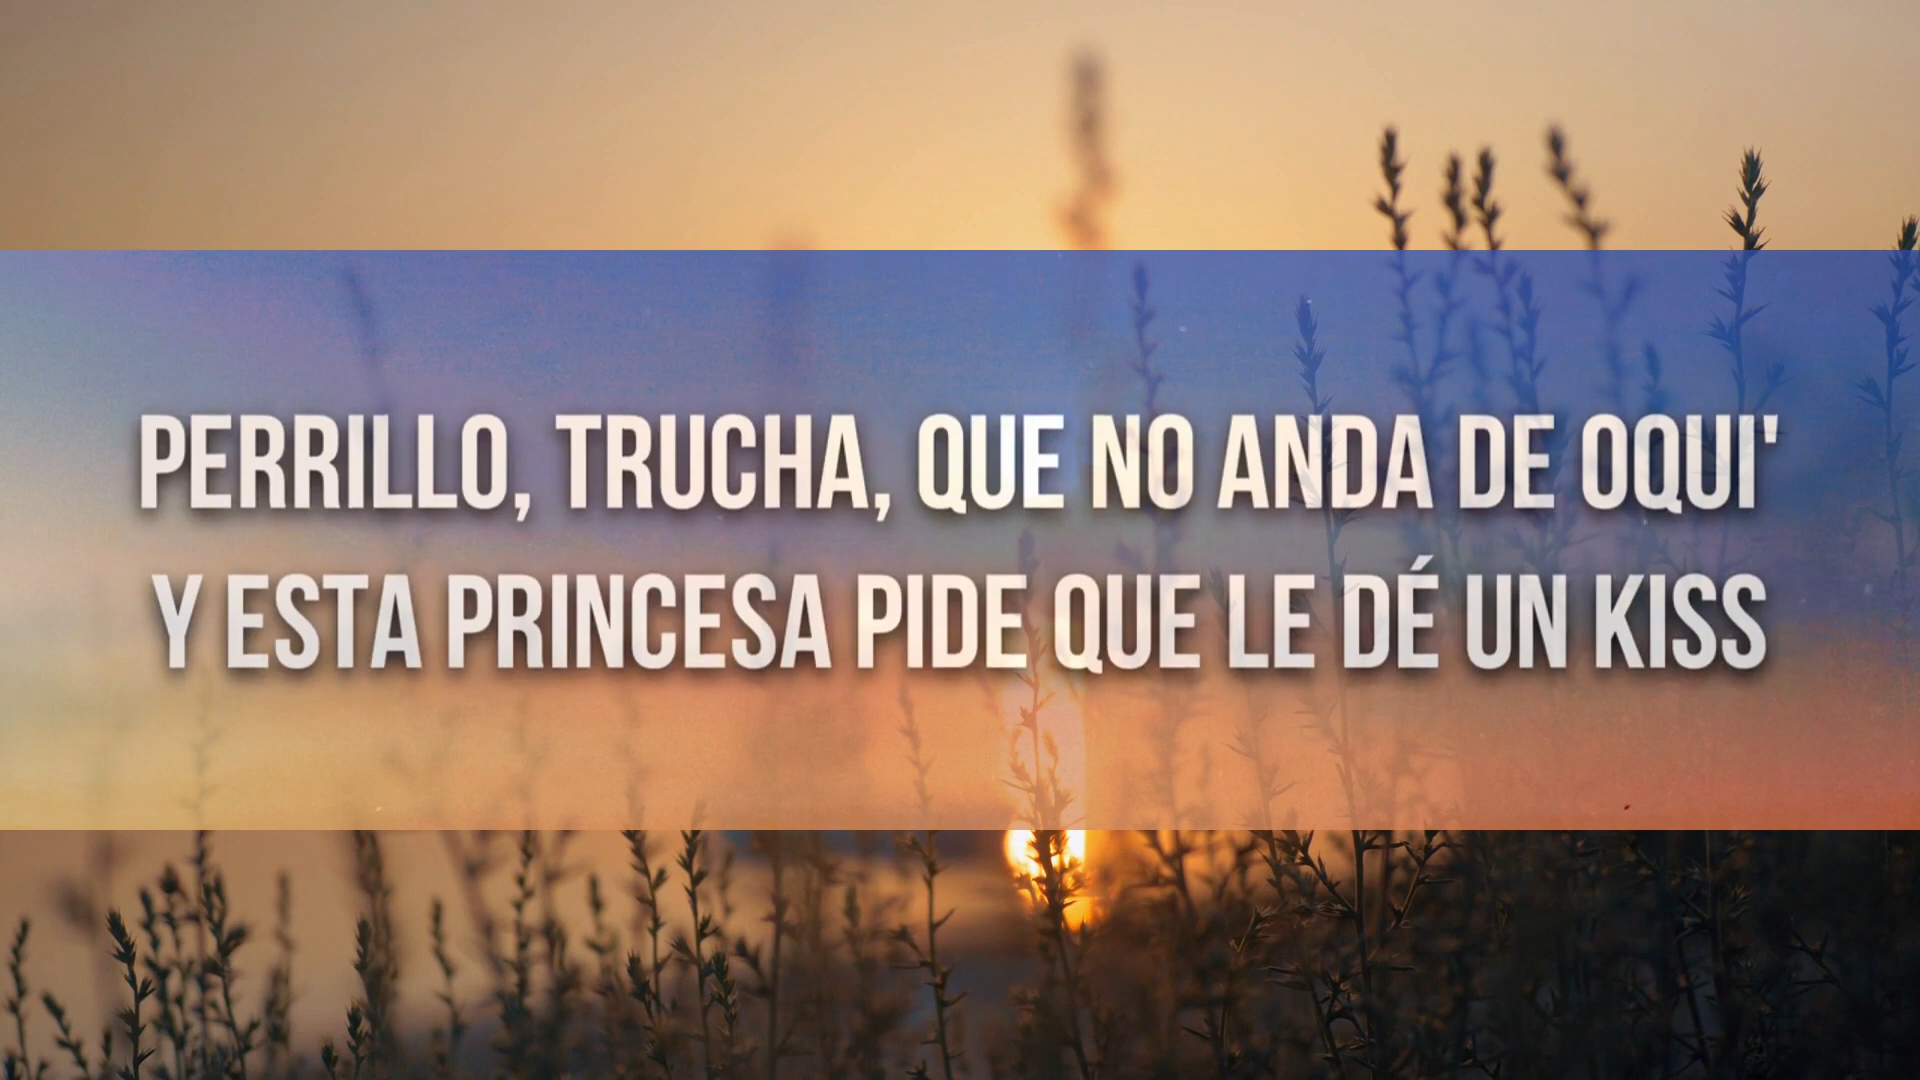 PERRILLO, TRUCHA, QUE NO ANDA DE OQUI'
Y ESTA PRINCESA PIDE QUE LE DÉ UN KISS